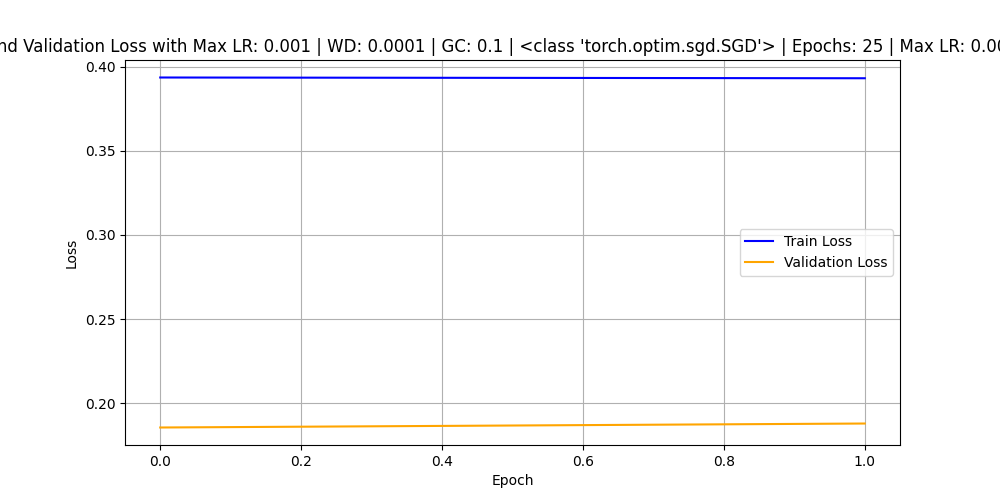 nd Validation Loss with Max LR: 0.001 | WD: 0.0001 | GC: 0.1 | <class 'torch.optim.sgd.SGD'> | Epochs: 25 | Max LR: 0.00
0.40
0.35
0.30
0.25
0.20
Loss
Train Loss
Validation Loss
0.0 0.2 0.4 0.6 0.8 1.0
Epoch